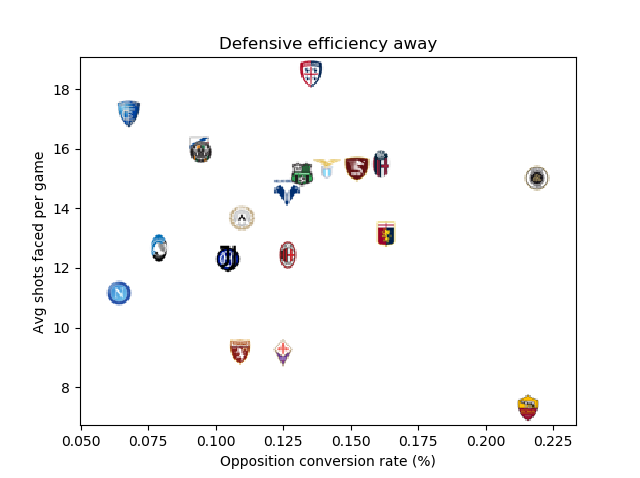 Defensive efficiency away
Avg shots faced per game
18
16
14
12
10
8
0.050 0.075 0.100 0.125 0.150 0.175 0.200 0.225
Opposition conversion rate (%)
N
S